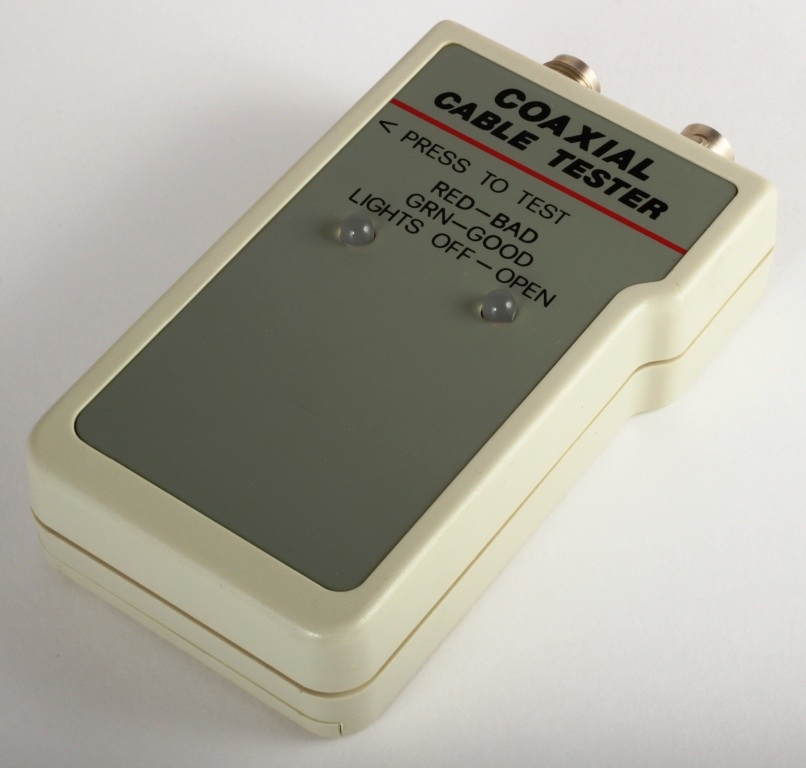 COAXIAL
CABLE TESTER
< PRESS TO TEST
RED—BAD
GRN—GOOD
LIGHTS OFF—OPEN